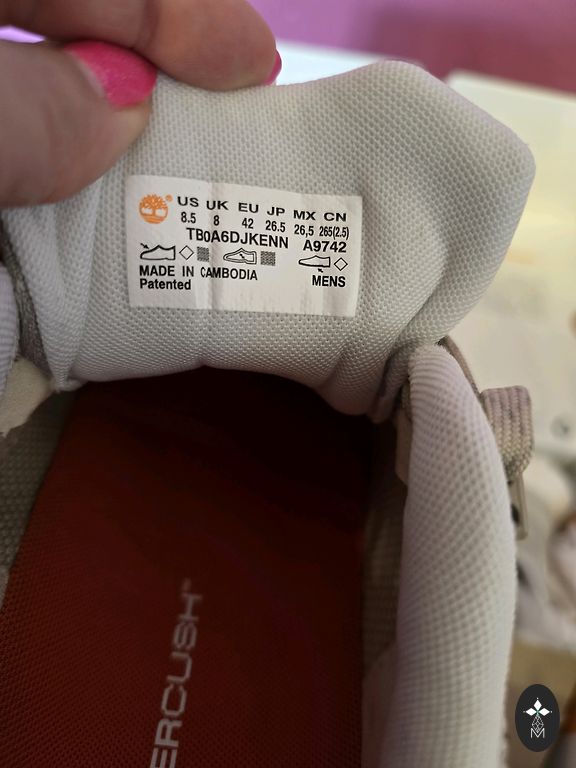 US UK EU JP MX CN
8.5 8 42 26.5 26,5 265(2.5)
TB0A6DJKENN A9742
MADE IN CAMBODIA
Patented MENS
ERCUSH
M